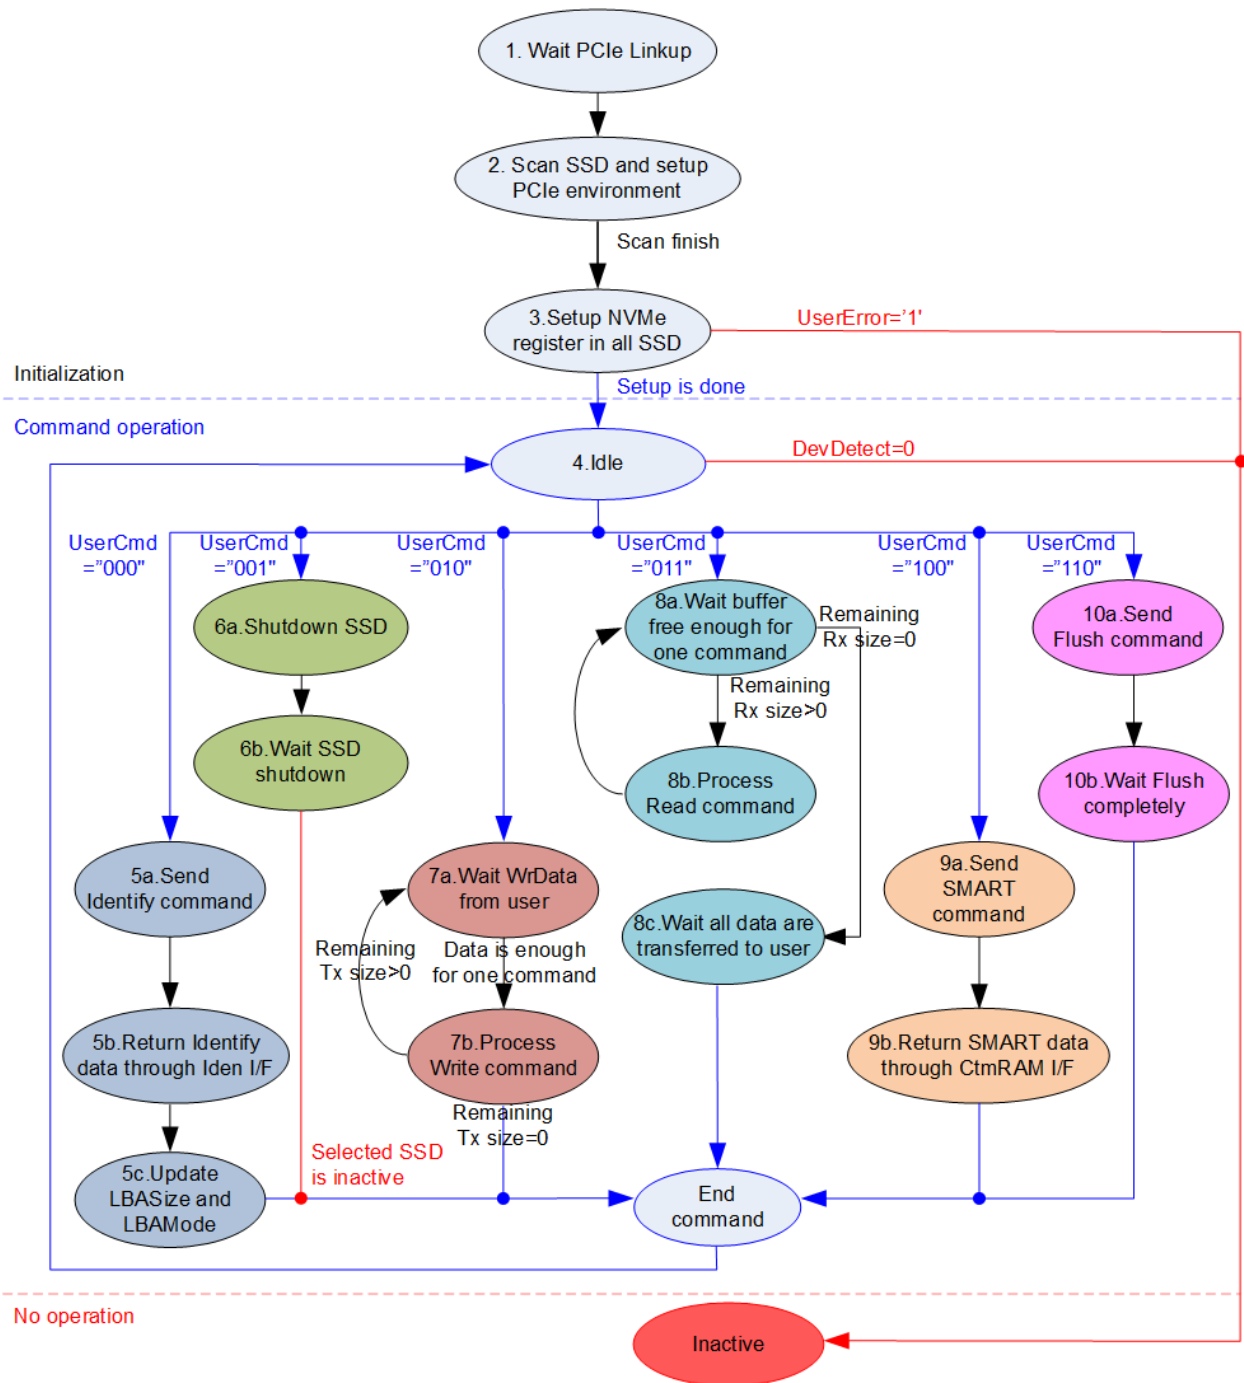 1. Wait PCIe Linkup
2. Scan SSD and setup
PCIe environment
Scan finish
3.Setup NVMe
register in all SSD
UserError='1'
Initialization
Setup is done
Command operation
4.Idle
DevDetect=0
UserCmd
="000"
UserCmd
="001"
UserCmd
="010"
UserCmd
="011"
UserCmd
="100"
UserCmd
="110"
6a.Shutdown SSD
8a.Wait buffer
free enough for
one command
Remaining
Rx size=0
10a.Send
Flush command
Remaining
Rx size>0
6b.Wait SSD
shutdown
8b.Process
Read command
10b.Wait Flush
completely
5a.Send
Identify command
7a.Wait WrData
from user
9a.Send
SMART
command
8c.Wait all data are
transferred to user
Remaining
Tx size>0
Data is enough
for one command
5b.Return Identify
data through Iden I/F
7b.Process
Write command
9b.Return SMART data
through CtmRAM I/F
Remaining
Tx size=0
Selected SSD
is inactive
5c.Update
LBASize and
LBAMode
End
command
No operation
Inactive